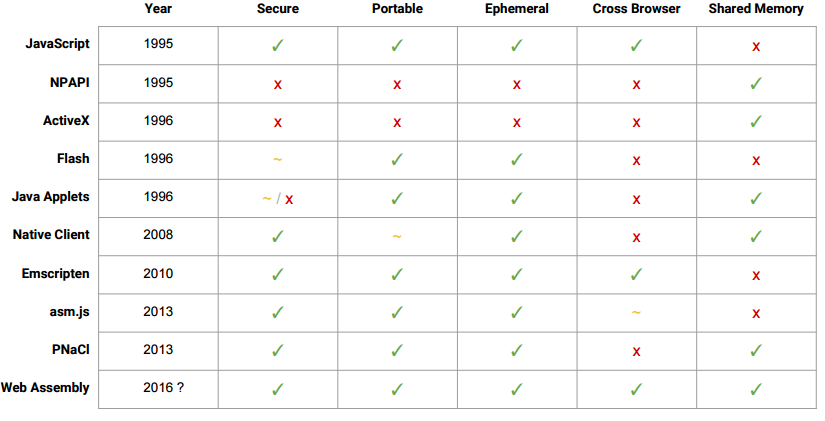 Year Secure Portable Ephemeral Cross Browser Shared Memory
JavaScript 1995 ✓ ✓ ✓ ✓ x
NPAPI 1995 x x x x ✓
ActiveX 1996 x x x x ✓
Flash 1996 ~ ✓ ✓ x x
Java Applets 1996 ~ / x ✓ ✓ x ✓
Native Client 2008 ✓ ~ ✓ x ✓
Emscripten 2010 ✓ ✓ ✓ ✓ x
asm.js 2013 ✓ ✓ ✓ ~ x
PNaCl 2013 ✓ ✓ ✓ x ✓
Web Assembly 2016 ? ✓ ✓ ✓ ✓ ✓